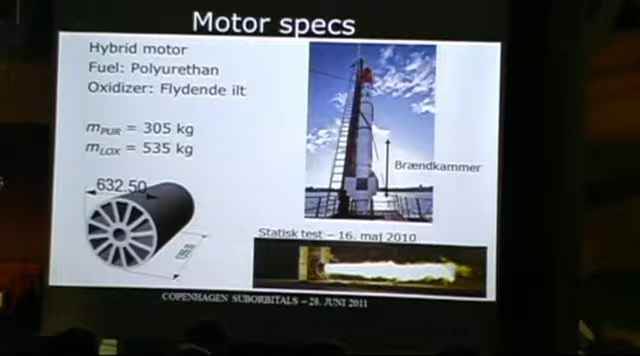 Motor specs
Hybrid motor
Fuel: Polyurethan
Oxidizer: Flydende ilt
mPUR = 305 kg
mLOX = 535 kg
632.50
Brændkammer
Statisk test – 16. maj 2010
COPENHAGEN SUBORBITALS – 28. JUNI 2011